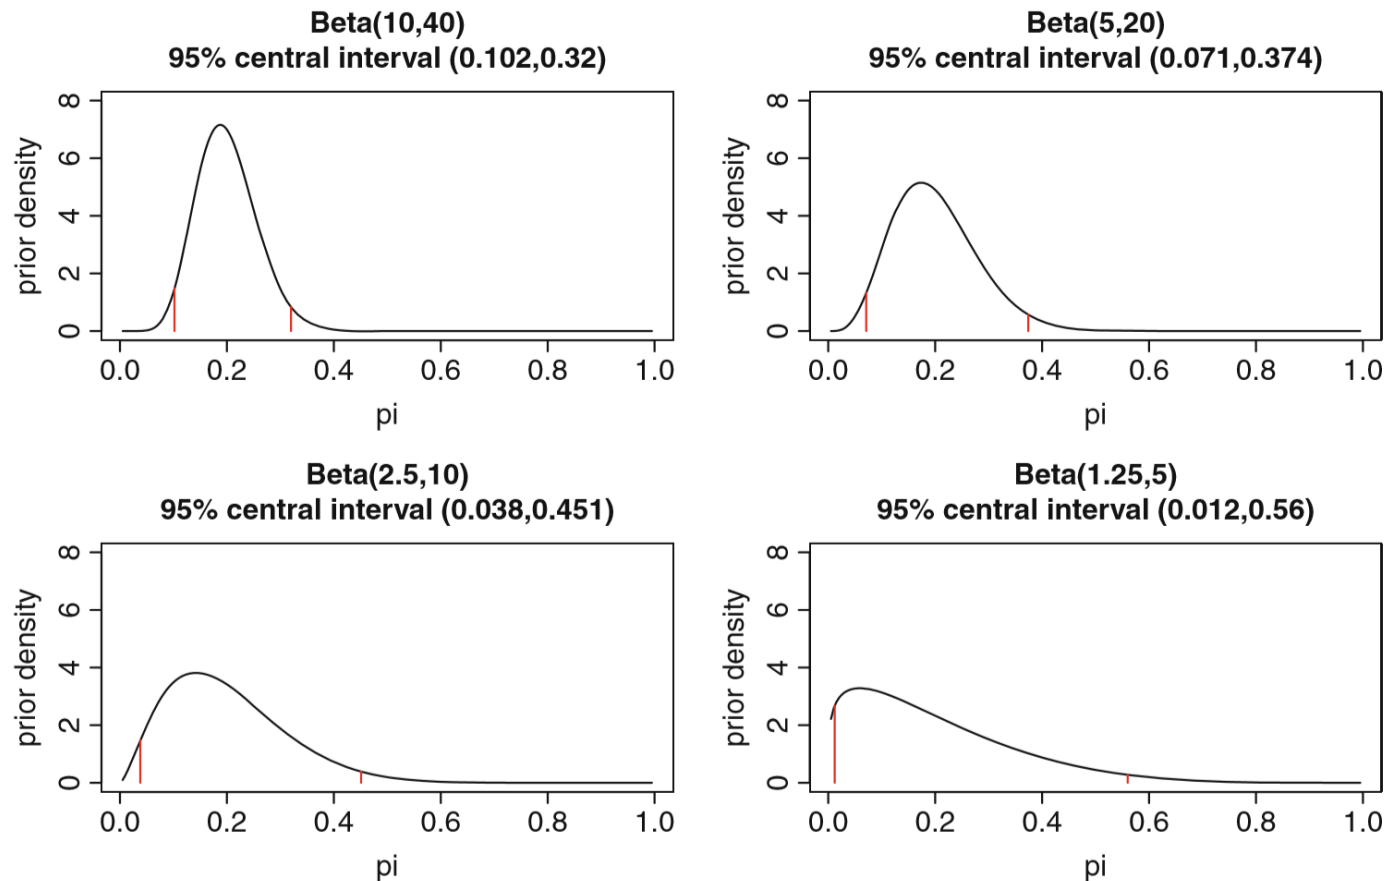 Beta(10,40)
95% central interval (0.102,0.32)
prior density
8
6
4
2
0
0.0 0.2 0.4 0.6 0.8 1.0
pi
Beta(5,20)
95% central interval (0.071,0.374)
prior density
8
6
4
2
0
0.0 0.2 0.4 0.6 0.8 1.0
pi
Beta(2.5,10)
95% central interval (0.038,0.451)
prior density
8
6
4
2
0
0.0 0.2 0.4 0.6 0.8 1.0
pi
Beta(1.25,5)
95% central interval (0.012,0.56)
prior density
8
6
4
2
0
0.0 0.2 0.4 0.6 0.8 1.0
pi